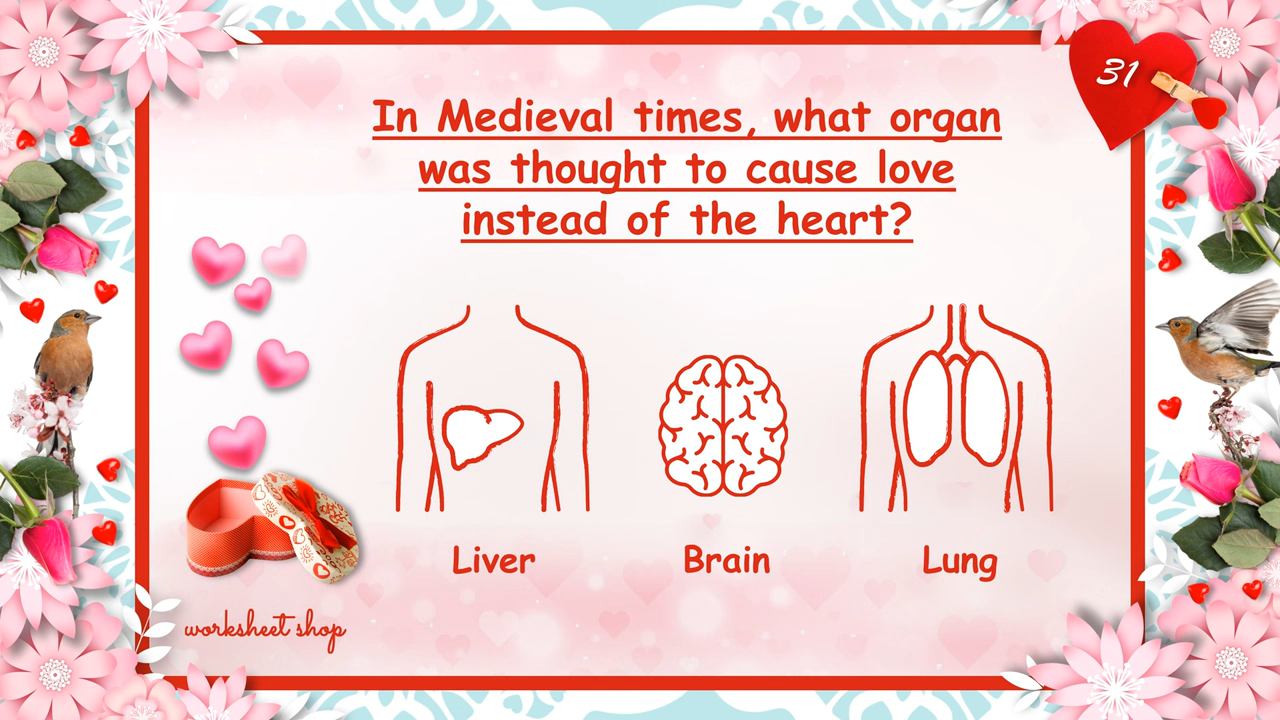 31
In Medieval times, what organ
was thought to cause love
instead of the heart?
Liver
Brain
Lung
worksheet shop